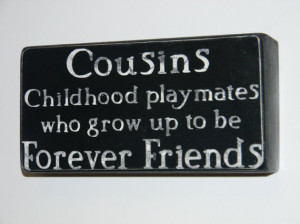 Cousins
Childhood playmates
who grow up to be
Forever Friends